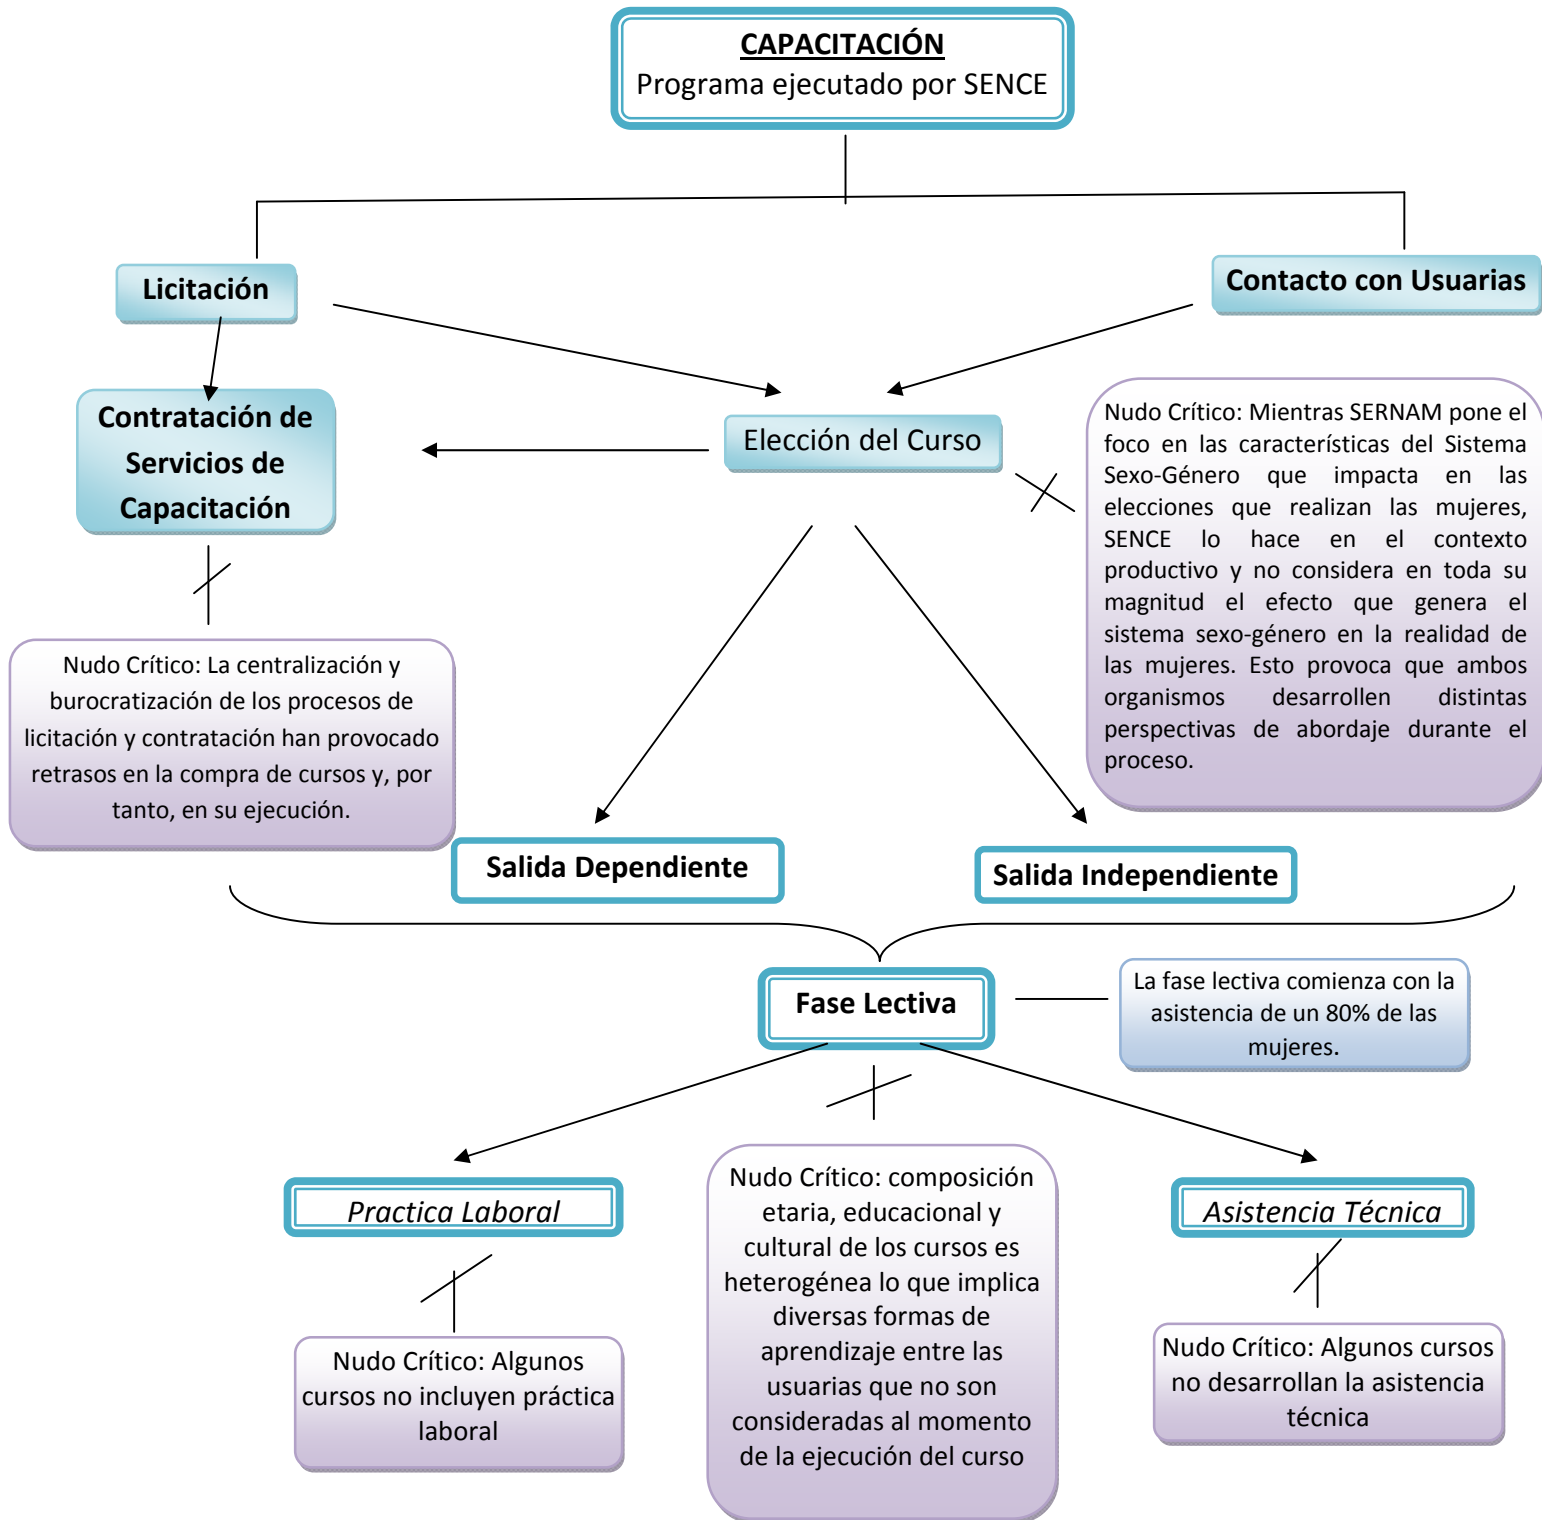 CAPACITACIÓN
Programa ejecutado por SENCE
Licitación
Contacto con Usuarias
Contratación de
Servicios de
Capacitación
Elección del Curso
Nudo Crítico: Mientras SERNAM pone el
foco en las características del Sistema
Sexo-Género que impacta en las
elecciones que realizan las mujeres,
SENCE lo hace en el contexto
productivo y no considera en toda su
magnitud el efecto que genera el
sistema sexo-género en la realidad de
las mujeres. Esto provoca que ambos
organismos desarrollen distintas
perspectivas de abordaje durante el
proceso.
Nudo Crítico: La centralización y
burocratización de los procesos de
licitación y contratación han provocado
retrasos en la compra de cursos y, por
tanto, en su ejecución.
Salida Dependiente
Salida Independiente
Fase Lectiva
La fase lectiva comienza con la
asistencia de un 80% de las
mujeres.
Practica Laboral
Nudo Crítico: composición
etaria, educacional y
cultural de los cursos es
heterogénea lo que implica
diversas formas de
aprendizaje entre las
usuarias que no son
consideradas al momento
de la ejecución del curso
Asistencia Técnica
Nudo Crítico: Algunos
cursos no incluyen práctica
laboral
Nudo Crítico: Algunos cursos
no desarrollan la asistencia
técnica